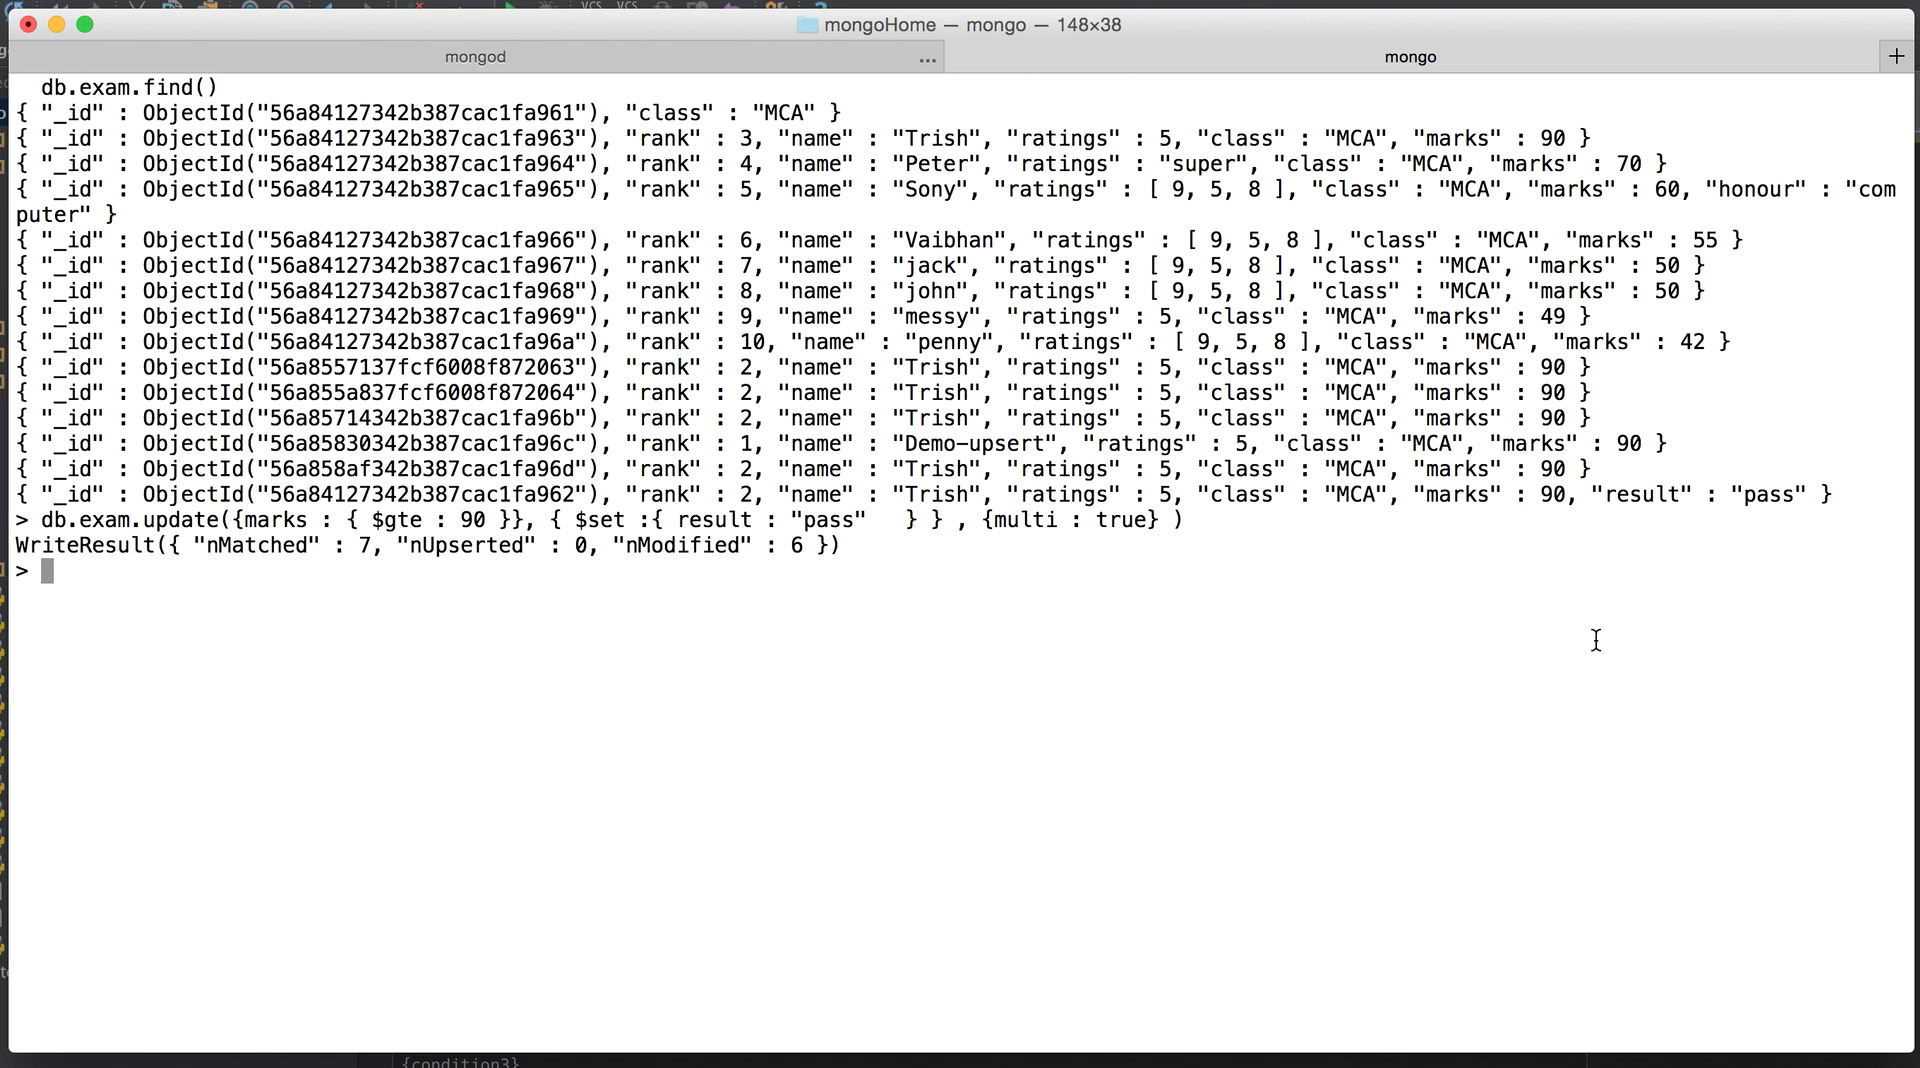 VCS VCS
mongoHome — mongo — 148×38
mongod ... mongo +
db.exam.find()
{ "_id" : ObjectId("56a84127342b387cac1fa961"), "class" : "MCA" }
{ "_id" : ObjectId("56a84127342b387cac1fa963"), "rank" : 3, "name" : "Trish", "ratings" : 5, "class" : "MCA", "marks" : 90 }
{ "_id" : ObjectId("56a84127342b387cac1fa964"), "rank" : 4, "name" : "Peter", "ratings" : "super", "class" : "MCA", "marks" : 70 }
{ "_id" : ObjectId("56a84127342b387cac1fa965"), "rank" : 5, "name" : "Sony", "ratings" : [ 9, 5, 8 ], "class" : "MCA", "marks" : 60, "honour" : "com
puter" }
{ "_id" : ObjectId("56a84127342b387cac1fa966"), "rank" : 6, "name" : "Vaibhan", "ratings" : [ 9, 5, 8 ], "class" : "MCA", "marks" : 55 }
{ "_id" : ObjectId("56a84127342b387cac1fa967"), "rank" : 7, "name" : "jack", "ratings" : [ 9, 5, 8 ], "class" : "MCA", "marks" : 50 }
{ "_id" : ObjectId("56a84127342b387cac1fa968"), "rank" : 8, "name" : "john", "ratings" : [ 9, 5, 8 ], "class" : "MCA", "marks" : 50 }
{ "_id" : ObjectId("56a84127342b387cac1fa969"), "rank" : 9, "name" : "messy", "ratings" : 5, "class" : "MCA", "marks" : 49 }
{ "_id" : ObjectId("56a84127342b387cac1fa96a"), "rank" : 10, "name" : "penny", "ratings" : [ 9, 5, 8 ], "class" : "MCA", "marks" : 42 }
{ "_id" : ObjectId("56a8557137fcf6008f872063"), "rank" : 2, "name" : "Trish", "ratings" : 5, "class" : "MCA", "marks" : 90 }
{ "_id" : ObjectId("56a855a837fcf6008f872064"), "rank" : 2, "name" : "Trish", "ratings" : 5, "class" : "MCA", "marks" : 90 }
{ "_id" : ObjectId("56a85714342b387cac1fa96b"), "rank" : 2, "name" : "Trish", "ratings" : 5, "class" : "MCA", "marks" : 90 }
{ "_id" : ObjectId("56a85830342b387cac1fa96c"), "rank" : 1, "name" : "Demo-upsert", "ratings" : 5, "class" : "MCA", "marks" : 90 }
{ "_id" : ObjectId("56a858af342b387cac1fa96d"), "rank" : 2, "name" : "Trish", "ratings" : 5, "class" : "MCA", "marks" : 90 }
{ "_id" : ObjectId("56a84127342b387cac1fa962"), "rank" : 2, "name" : "Trish", "ratings" : 5, "class" : "MCA", "marks" : 90, "result" : "pass" }
> db.exam.update({marks : { $gte : 90 }}, { $set :{ result : "pass"   } } , {multi : true} )
WriteResult({ "nMatched" : 7, "nUpserted" : 0, "nModified" : 6 })
>
{condition3}